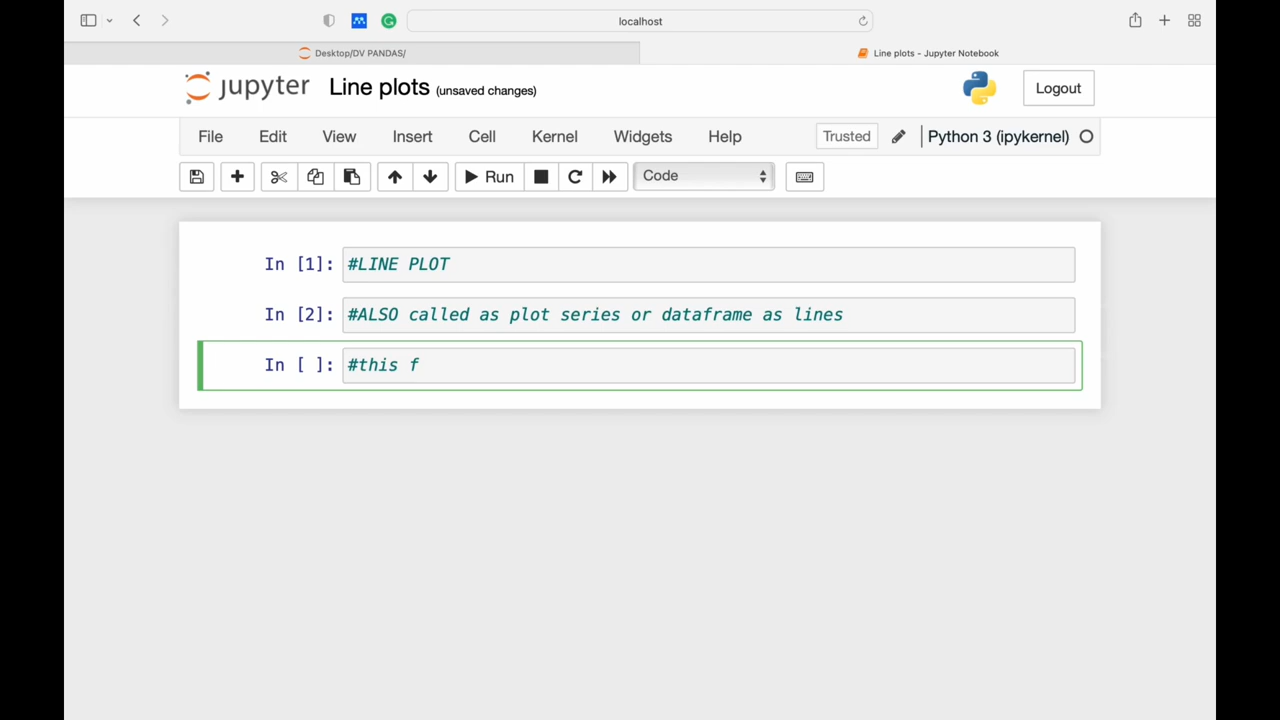 localhost
Desktop/DV PANDAS/
Line plots - Jupyter Notebook
jupyter Line plots (unsaved changes)
Logout
File Edit View Insert Cell Kernel Widgets Help Trusted Python 3 (ipykernel)
Run Code
In [1]: #LINE PLOT
In [2]: #ALSO called as plot series or dataframe as lines
In [ ]: #this f